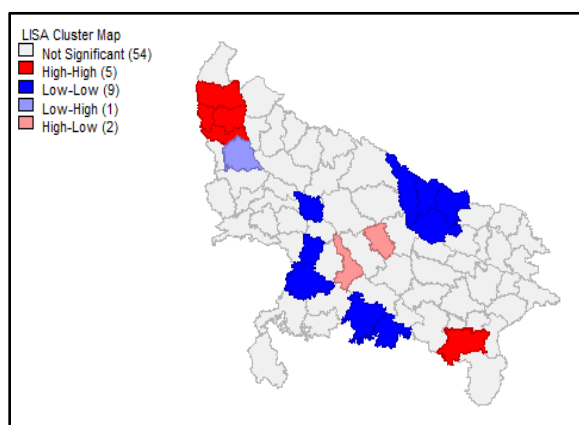 LISA Cluster Map
Not Significant (54)
High-High (5)
Low-Low (9)
Low-High (1)
High-Low (2)